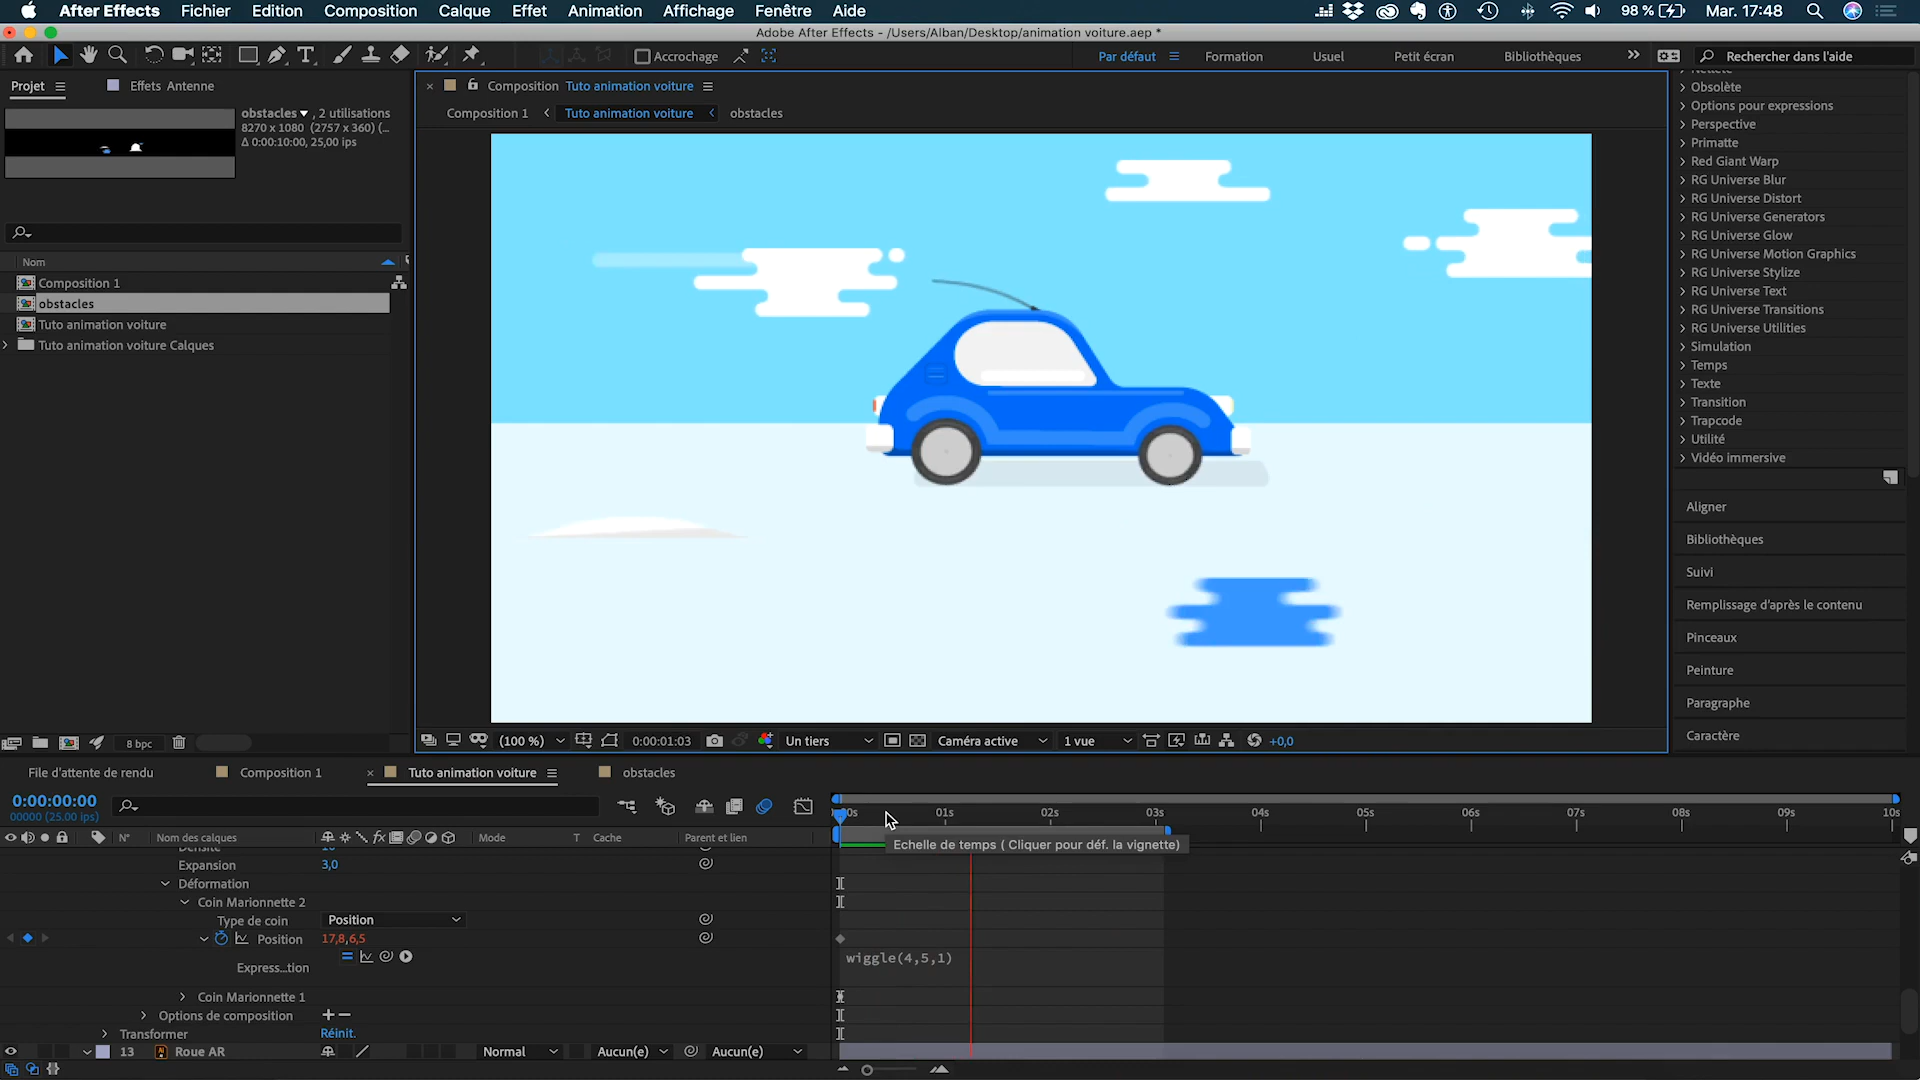 After Effects Fichier Edition Composition Calque Effet Animation Affichage Fenêtre Aide 98 % Mar. 17:48
Adobe After Effects - /Users/Alban/Desktop/animation voiture.aep *
Accrochage Par défaut Formation Usuel Petit écran Bibliothèques Rechercher dans l'aide
Projet Effets Antenne
obstacles , 2 utilisations
8270 x 1080 (2757 x 360) (...
Δ 0:00:10:00, 25,00 ips
Nom
Composition 1
obstacles
Tuto animation voiture
Tuto animation voiture Calques
8 bpc
Composition Tuto animation voiture
Composition 1 Tuto animation voiture obstacles
(100 %) 0:00:01:03 Un tiers Caméra active 1 vue +0,0
Obsolète
Options pour expressions
Perspective
Primatte
Red Giant Warp
RG Universe Blur
RG Universe Distort
RG Universe Generators
RG Universe Glow
RG Universe Motion Graphics
RG Universe Stylize
RG Universe Text
RG Universe Transitions
RG Universe Utilities
Simulation
Temps
Texte
Transition
Trapcode
Utilité
Vidéo immersive
Aligner
Bibliothèques
Suivi
Remplissage d'après le contenu
Pinceaux
Peinture
Paragraphe
Caractère
File d'attente de rendu Composition 1 Tuto animation voiture obstacles
0:00:00:00
00000 (25.00 ips)
00s 01s 02s 03s 04s 05s 06s 07s 08s 09s 10s
N° Nom des calques fx Mode T Cache Parent et lien
Echelle de temps ( Cliquer pour déf. la vignette)
Expansion 3,0
Déformation
Coin Marionnette 2
Type de coin Position
Position 17,8,6,5
Express...tion wiggle(4,5,1)
Coin Marionnette 1
Options de composition + −
Transformer Réinit.
13 Roue AR Normal Aucun(e) Aucun(e)